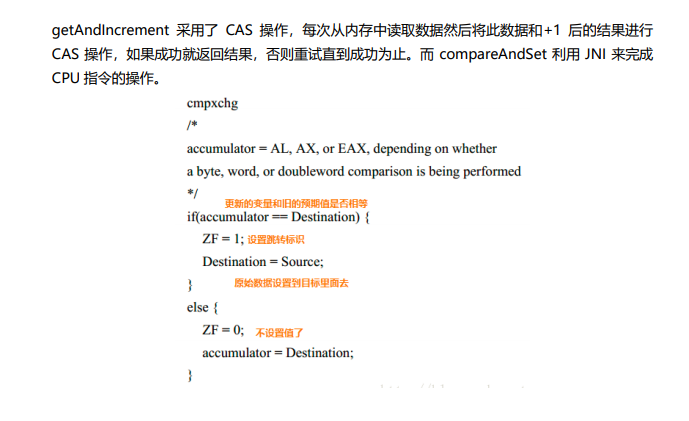 getAndIncrement 采用了 CAS 操作，每次从内存中读取数据然后将此数据和+1 后的结果进行
CAS 操作，如果成功就返回结果，否则重试直到成功为止。而 compareAndSet 利用 JNI 来完成
CPU 指令的操作。
cmpxchg
/*
accumulator = AL, AX, or EAX, depending on whether
a byte, word, or doubleword comparison is being performed
*/
更新的变量和旧的预期值是否相等
if(accumulator == Destination) {
ZF = 1; 设置跳转标识
Destination = Source;
} 原始数据设置到目标里面去
else {
ZF = 0; 不设置值了
accumulator = Destination;
}